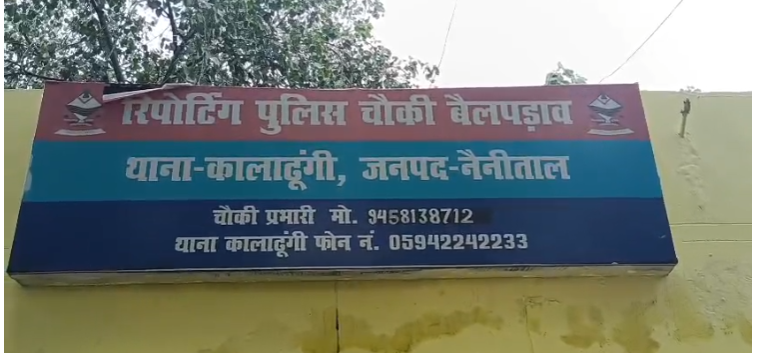 रिपोर्टिंग पुलिस चौकी बैलपड़ाव
थाना-कालाढूंगी, जनपद-नैनीताल
चौकी प्रभारी मो. 9458138712
थाना कालाढूंगी फोन नं. 05942242233